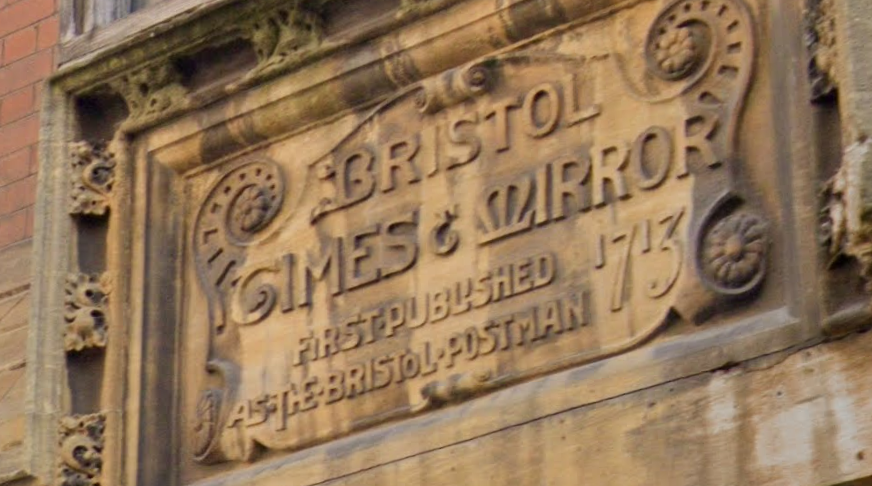 BRISTOL
TIMES & MIRROR
FIRST·PUBLISHED 1713
AS·THE·BRISTOL·POSTMAN